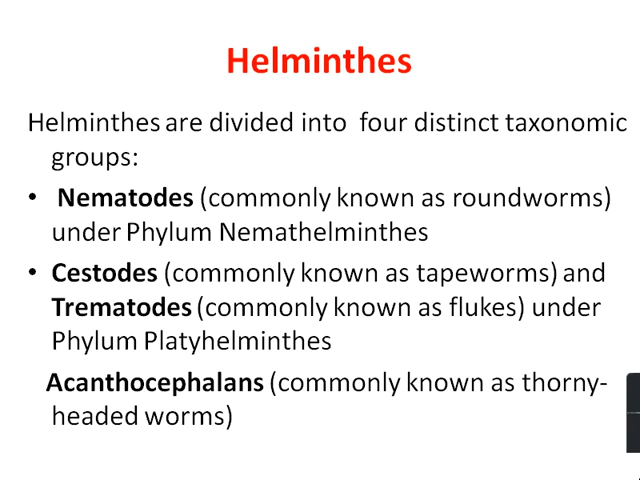 Helminthes
Helminthes are divided into four distinct taxonomic
groups:
• Nematodes (commonly known as roundworms)
under Phylum Nemathelminthes
• Cestodes (commonly known as tapeworms) and
Trematodes (commonly known as flukes) under
Phylum Platyhelminthes
Acanthocephalans (commonly known as thorny-
headed worms)